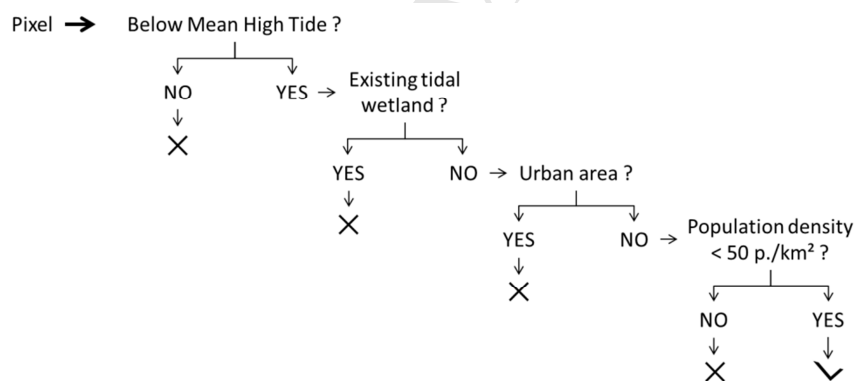 Pixel → Below Mean High Tide ?
NO
YES → Existing tidal
wetland ?
YES
NO → Urban area ?
YES
NO → Population density
< 50 p./km² ?
NO
YES